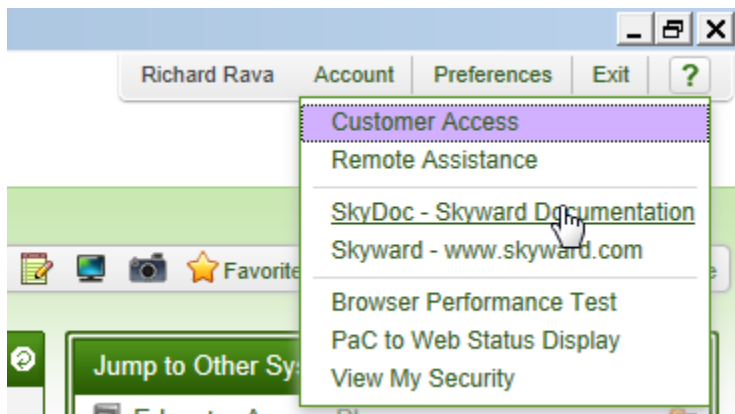 Richard Rava Account Preferences Exit ?
Customer Access
Remote Assistance
SkyDoc - Skyward Documentation
Skyward - www.skyward.com
Favorite
Browser Performance Test
PaC to Web Status Display
Jump to Other Sy
View My Security